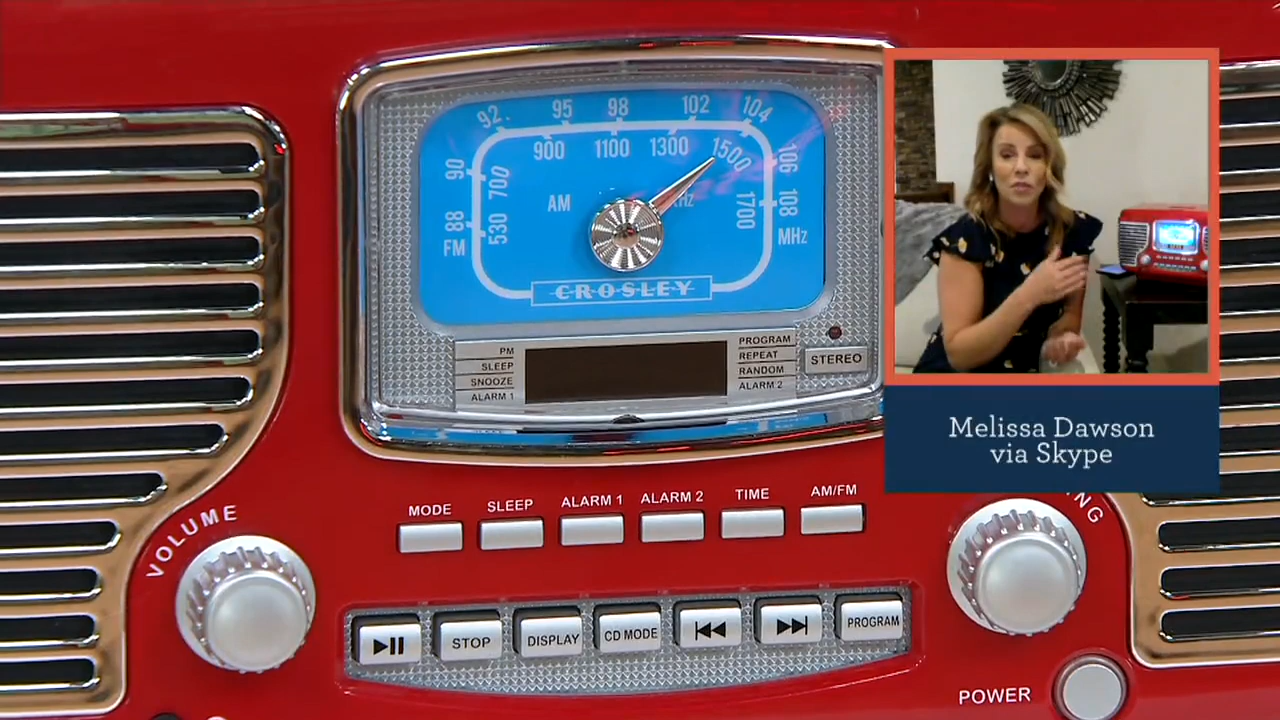 92.
95
98
102
104
900
1100
1300
1500
106
90
700
AM
kHz
1700
108
88
530
FM
MHz
CROSLEY
PM
SLEEP
SNOOZE
ALARM 1
PROGRAM
REPEAT
RANDOM
ALARM 2
STEREO
Melissa Dawson
via Skype
MODE
SLEEP
ALARM 1
ALARM 2
TIME
AM/FM
VOLUME
STOP
DISPLAY
CD MODE
PROGRAM
POWER